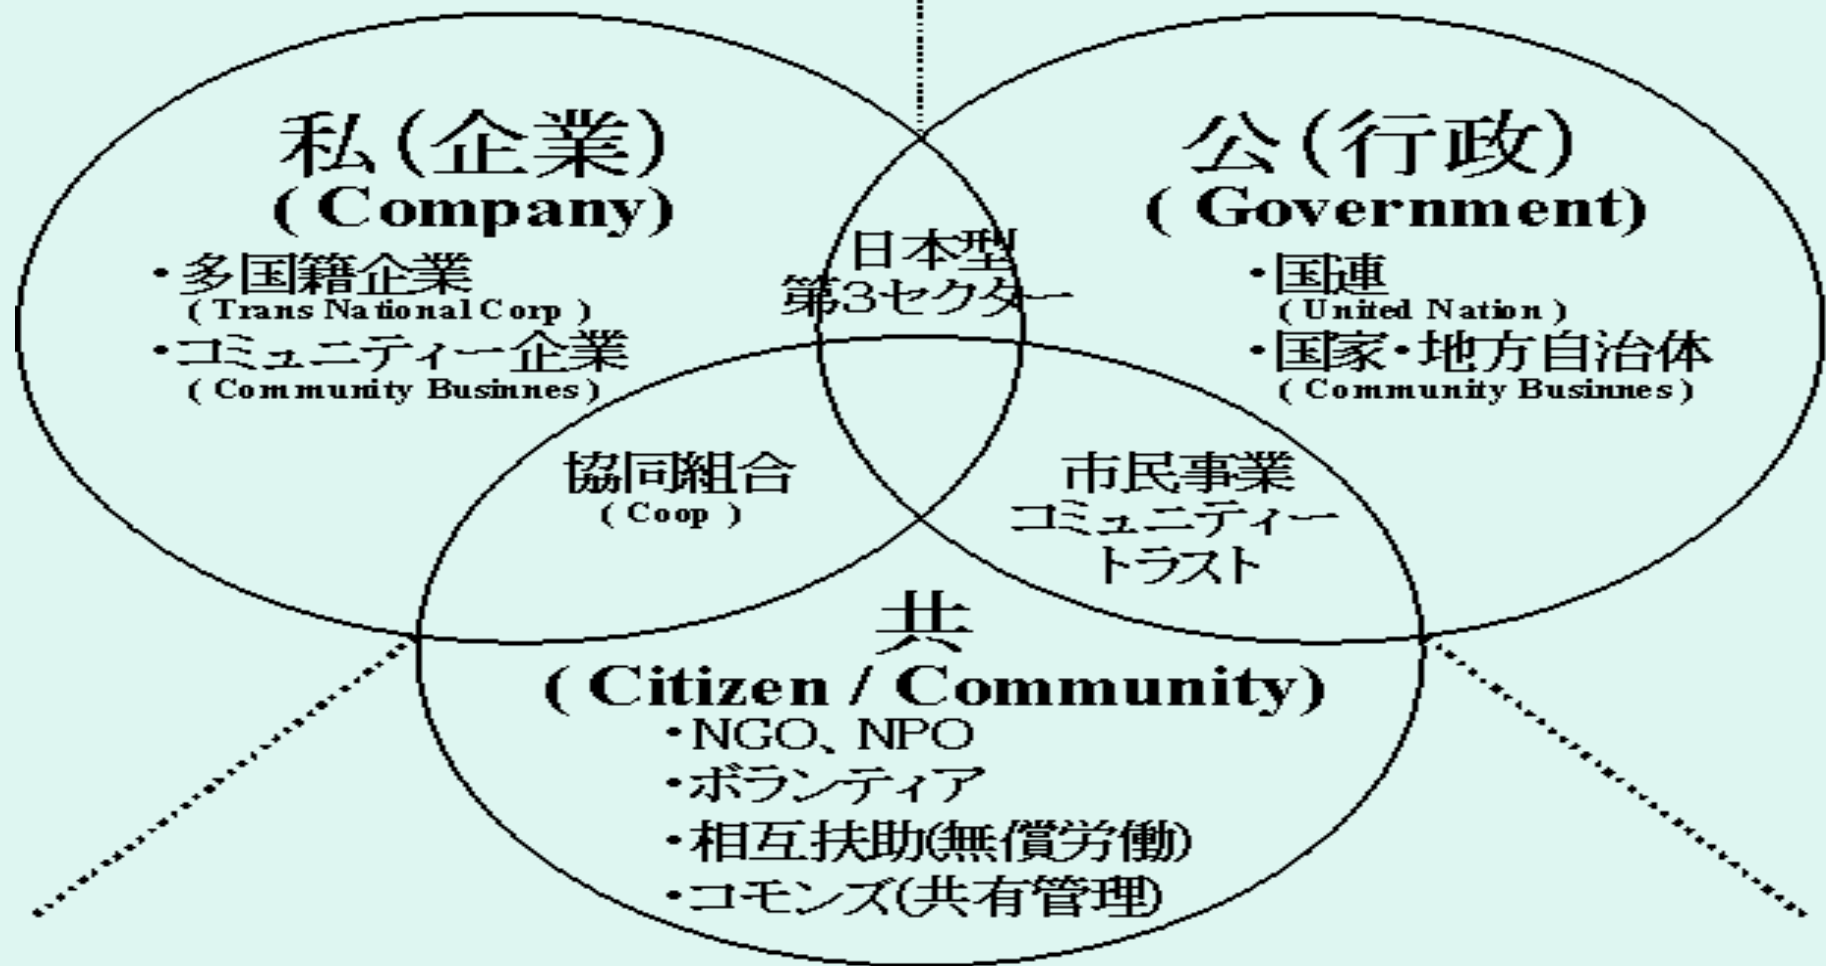 私(企業)
( Company)
・多国籍企業
( Trans National Corp )
・コミュニティー企業
( Community Businnes)
公(行政)
( Government)
・国連
( United Nation )
・国家・地方自治体
( Community Businnes )
日本型
第3セクター
協同組合
( Coop )
市民事業
コミュニティー
トラスト
共
( Citizen / Community)
・NGO、NPO
・ボランティア
・相互扶助(無償労働)
・コモンズ(共有管理)